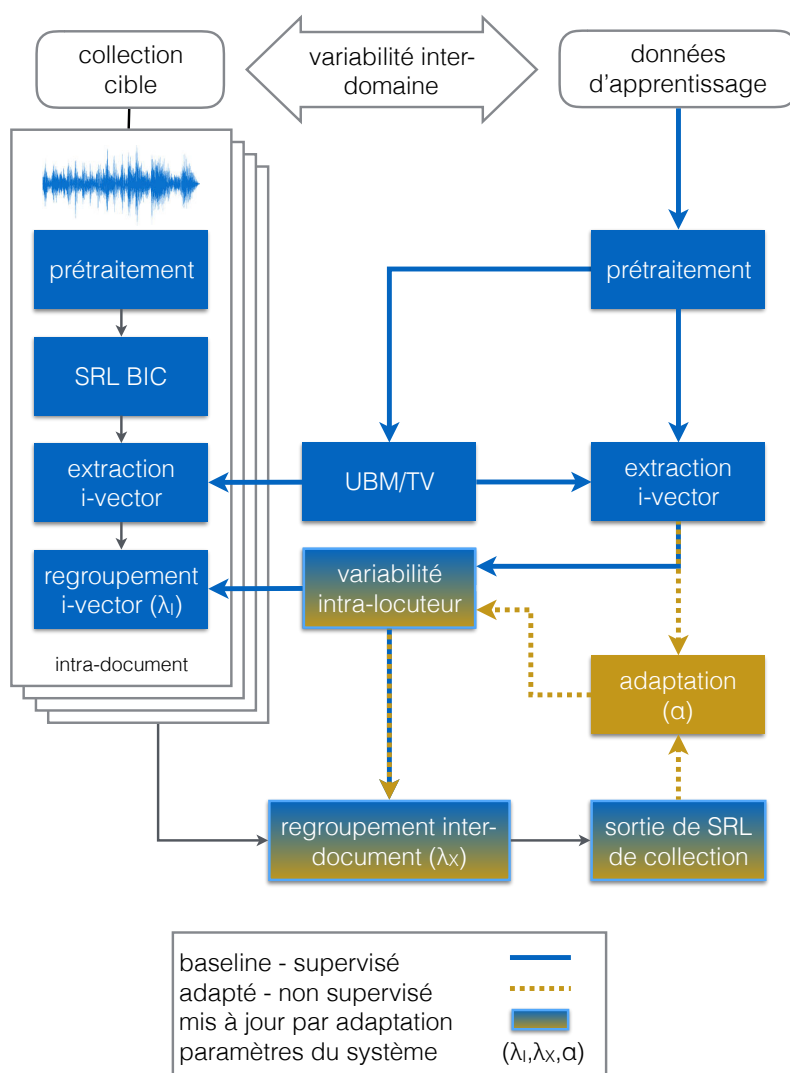 collection
cible
variabilité inter-
domaine
données
d'apprentissage
prétraitement
prétraitement
SRL BIC
extraction
i-vector
UBM/TV
extraction
i-vector
regroupement
i-vector (λI)
variabilité
intra-locuteur
intra-document
adaptation
(α)
regroupement inter-
document (λX)
sortie de SRL
de collection
baseline - supervisé
adapté - non supervisé
mis à jour par adaptation
paramètres du système (λI,λX,α)